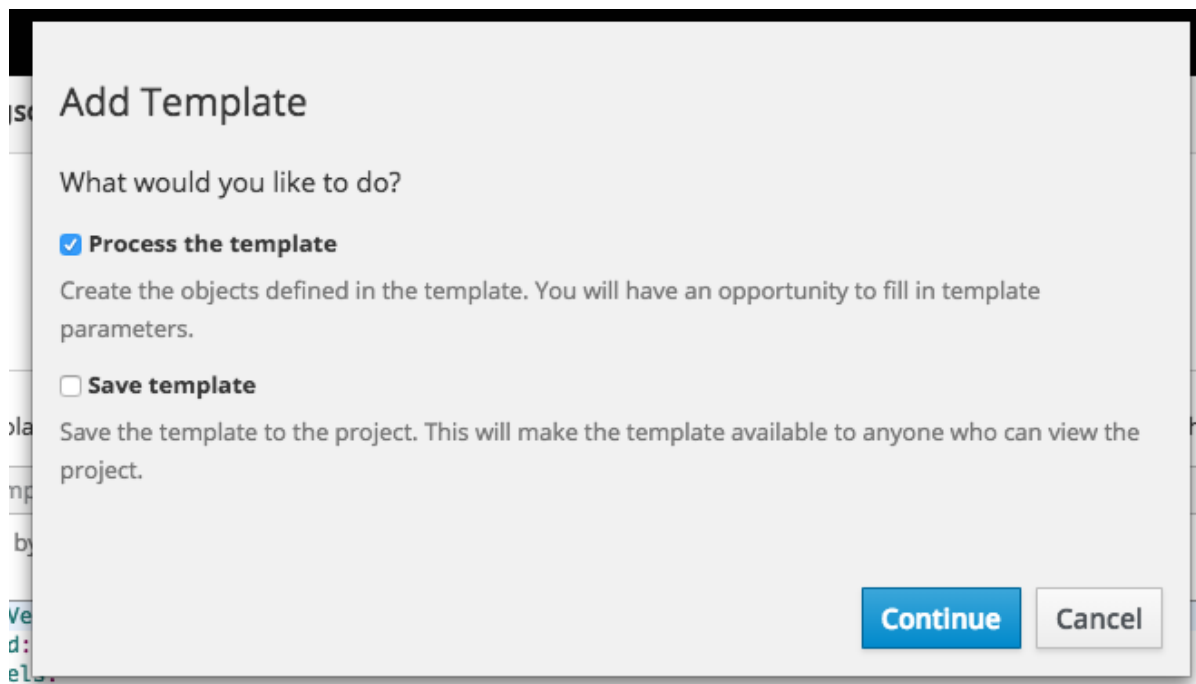 Add Template
What would you like to do?
Process the template
Create the objects defined in the template. You will have an opportunity to fill in template
parameters.
Save template
Save the template to the project. This will make the template available to anyone who can view the
project.
by
Continue Cancel
d: